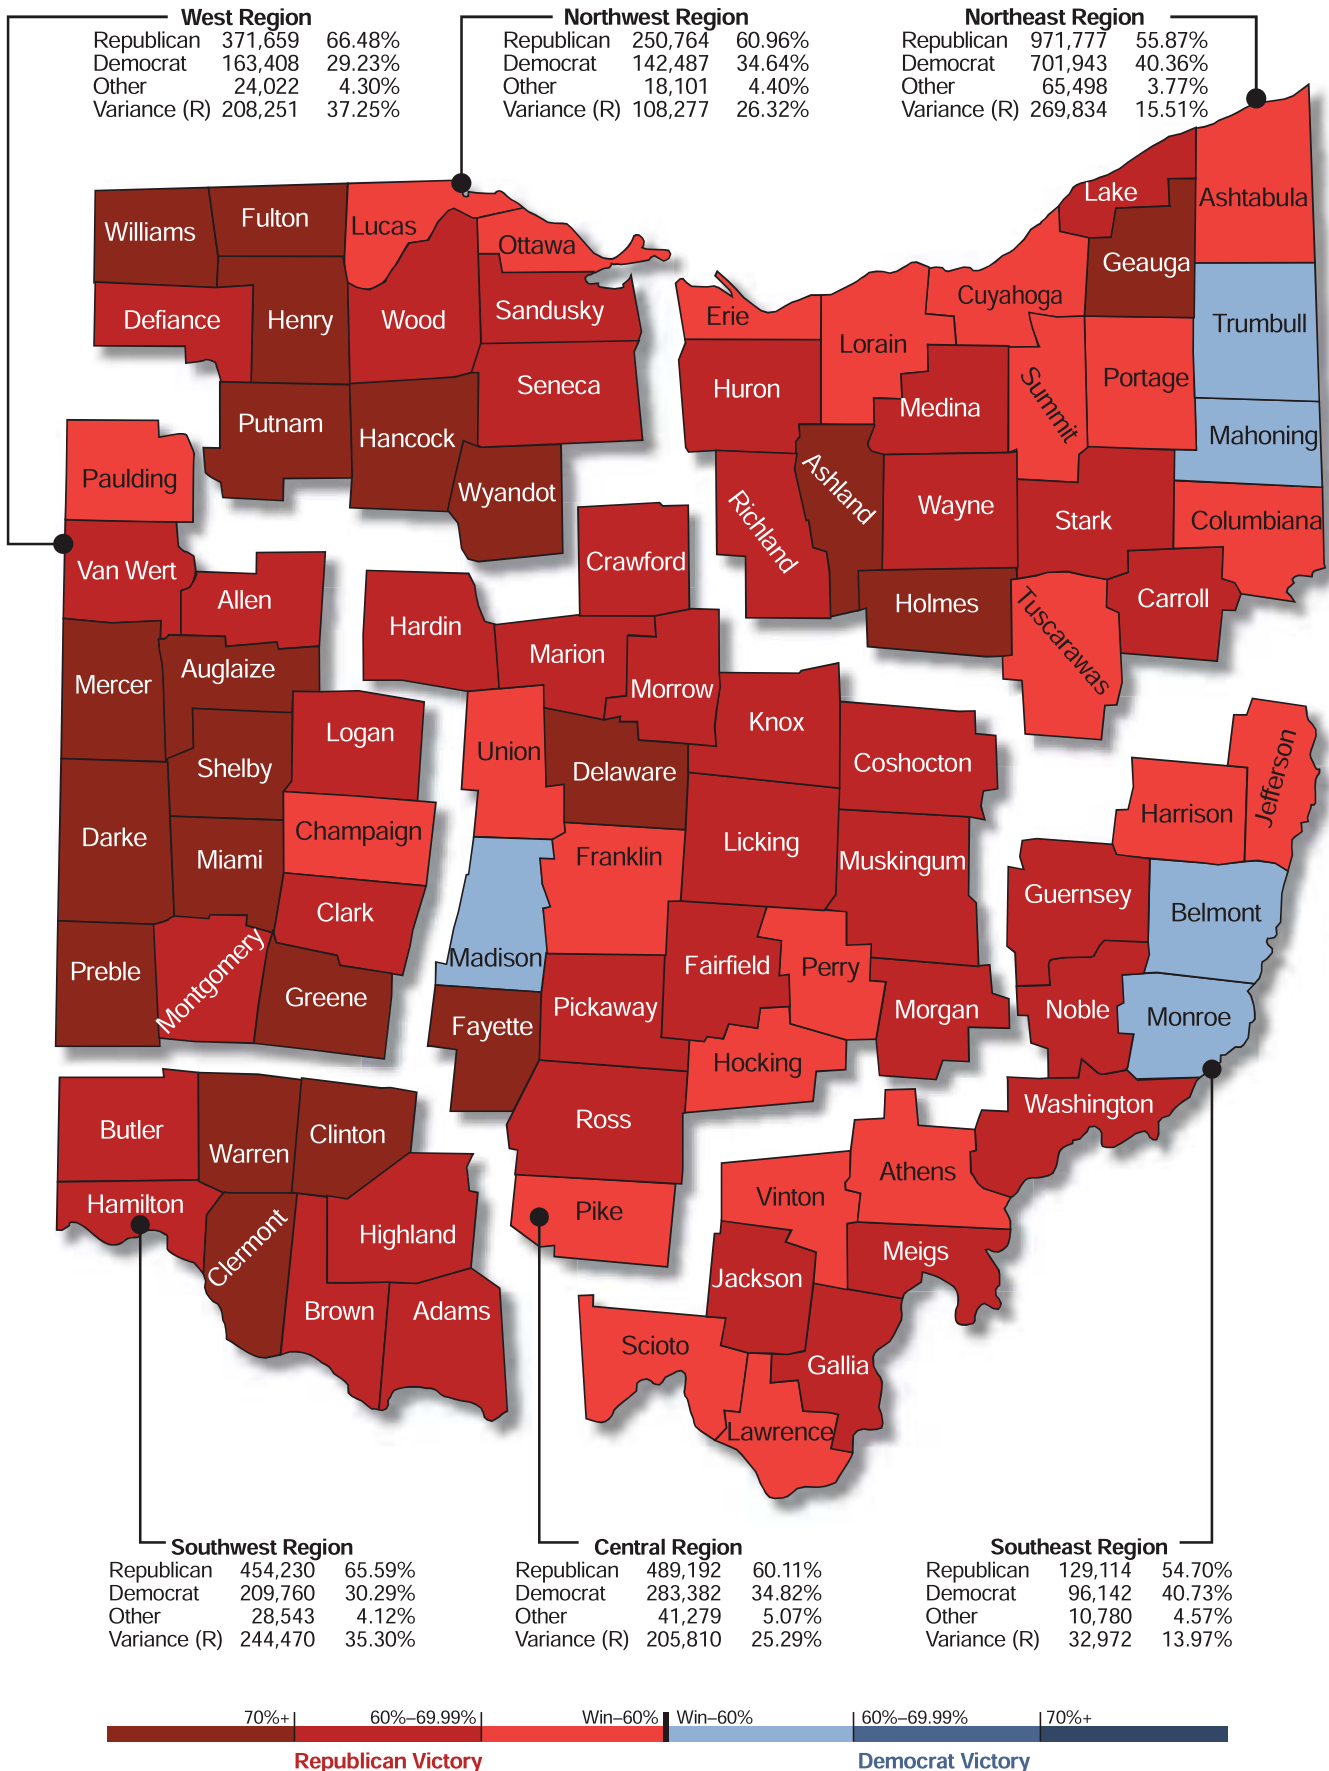 West Region
Republican 371,659 66.48%
Democrat 163,408 29.23%
Other 24,022 4.30%
Variance (R) 208,251 37.25%
Northwest Region
Republican 250,764 60.96%
Democrat 142,487 34.64%
Other 18,101 4.40%
Variance (R) 108,277 26.32%
Northeast Region
Republican 971,777 55.87%
Democrat 701,943 40.36%
Other 65,498 3.77%
Variance (R) 269,834 15.51%
Williams
Fulton
Lucas
Ottawa
Defiance
Henry
Wood
Sandusky
Seneca
Putnam
Hancock
Wyandot
Lake
Ashtabula
Geauga
Cuyahoga
Trumbull
Erie
Lorain
Huron
Medina
Summit
Portage
Mahoning
Ashland
Richland
Wayne
Stark
Columbiana
Holmes
Tuscarawas
Carroll
Paulding
Van Wert
Allen
Mercer
Auglaize
Logan
Shelby
Darke
Miami
Champaign
Clark
Preble
Montgomery
Greene
Crawford
Hardin
Marion
Morrow
Union
Delaware
Knox
Coshocton
Licking
Muskingum
Franklin
Madison
Fairfield
Perry
Pickaway
Fayette
Morgan
Hocking
Ross
Pike
Jefferson
Harrison
Guernsey
Belmont
Noble
Monroe
Washington
Athens
Vinton
Meigs
Jackson
Gallia
Scioto
Lawrence
Butler
Warren
Clinton
Hamilton
Clermont
Highland
Brown
Adams
Southwest Region
Republican 454,230 65.59%
Democrat 209,760 30.29%
Other 28,543 4.12%
Variance (R) 244,470 35.30%
Central Region
Republican 489,192 60.11%
Democrat 283,382 34.82%
Other 41,279 5.07%
Variance (R) 205,810 25.29%
Southeast Region
Republican 129,114 54.70%
Democrat 96,142 40.73%
Other 10,780 4.57%
Variance (R) 32,972 13.97%
70%+ 60%–69.99% Win–60% Win–60% 60%–69.99% 70%+
Republican Victory Democrat Victory